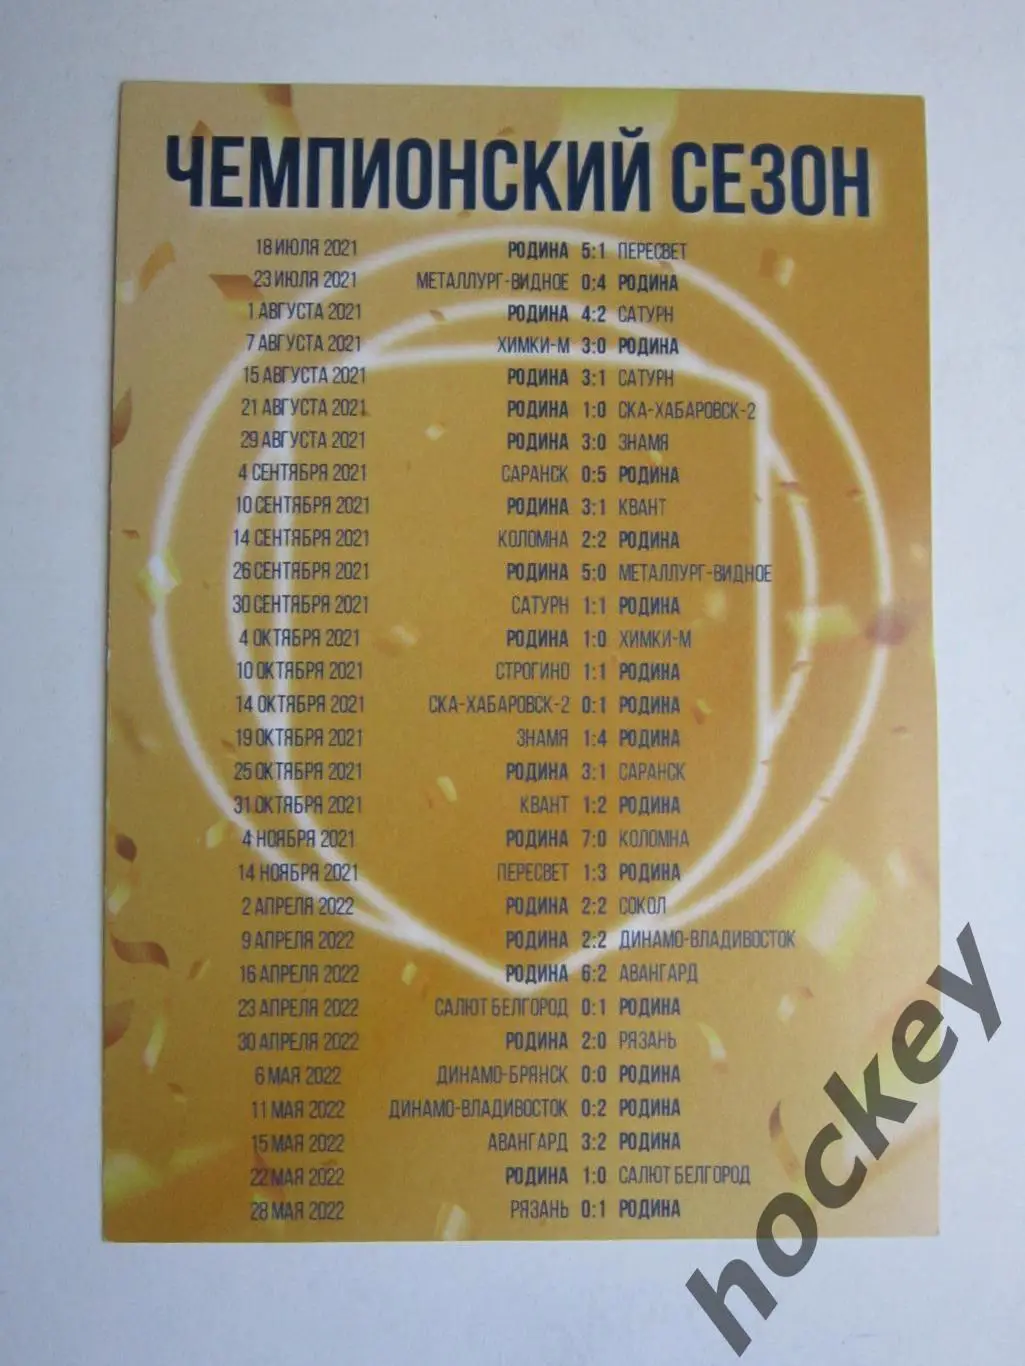 ЧЕМПИОНСКИЙ СЕЗОН
18 ИЮЛЯ 2021 РОДИНА 5:1 ПЕРЕСВЕТ
23 ИЮЛЯ 2021 МЕТАЛЛУРГ-ВИДНОЕ 0:4 РОДИНА
1 АВГУСТА 2021 РОДИНА 4:2 САТУРН
7 АВГУСТА 2021 ХИМКИ-М 3:0 РОДИНА
15 АВГУСТА 2021 РОДИНА 3:1 САТУРН
21 АВГУСТА 2021 РОДИНА 1:0 СКА-ХАБАРОВСК-2
29 АВГУСТА 2021 РОДИНА 3:0 ЗНАМЯ
4 СЕНТЯБРЯ 2021 САРАНСК 0:5 РОДИНА
10 СЕНТЯБРЯ 2021 РОДИНА 3:1 КВАНТ
14 СЕНТЯБРЯ 2021 КОЛОМНА 2:2 РОДИНА
26 СЕНТЯБРЯ 2021 РОДИНА 5:0 МЕТАЛЛУРГ-ВИДНОЕ
30 СЕНТЯБРЯ 2021 САТУРН 1:1 РОДИНА
4 ОКТЯБРЯ 2021 РОДИНА 1:0 ХИМКИ-М
10 ОКТЯБРЯ 2021 СТРОГИНО 1:1 РОДИНА
14 ОКТЯБРЯ 2021 СКА-ХАБАРОВСК-2 0:1 РОДИНА
19 ОКТЯБРЯ 2021 ЗНАМЯ 1:4 РОДИНА
25 ОКТЯБРЯ 2021 РОДИНА 3:1 САРАНСК
31 ОКТЯБРЯ 2021 КВАНТ 1:2 РОДИНА
4 НОЯБРЯ 2021 РОДИНА 7:0 КОЛОМНА
14 НОЯБРЯ 2021 ПЕРЕСВЕТ 1:3 РОДИНА
2 АПРЕЛЯ 2022 РОДИНА 2:2 СОКОЛ
9 АПРЕЛЯ 2022 РОДИНА 2:2 ДИНАМО-ВЛАДИВОСТОК
16 АПРЕЛЯ 2022 РОДИНА 6:2 АВАНГАРД
23 АПРЕЛЯ 2022 САЛЮТ БЕЛГОРОД 0:1 РОДИНА
30 АПРЕЛЯ 2022 РОДИНА 2:0 РЯЗАНЬ
6 МАЯ 2022 ДИНАМО-БРЯНСК 0:0 РОДИНА
11 МАЯ 2022 ДИНАМО-ВЛАДИВОСТОК 0:2 РОДИНА
15 МАЯ 2022 АВАНГАРД 3:2 РОДИНА
22 МАЯ 2022 РОДИНА 1:0 САЛЮТ БЕЛГОРОД
28 МАЯ 2022 РЯЗАНЬ 0:1 РОДИНА
hockey